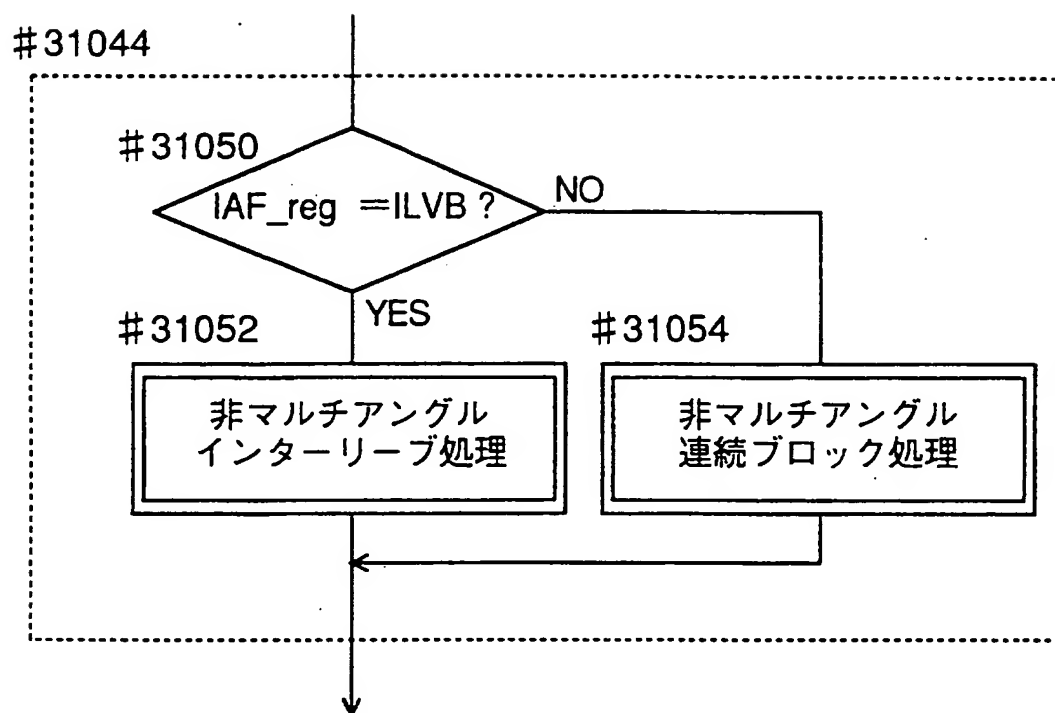 #31044
#31050
IAF_reg =ILVB ?
NO
YES
#31052
#31054
非マルチアングル
インターリーブ処理
非マルチアングル
連続ブロック処理